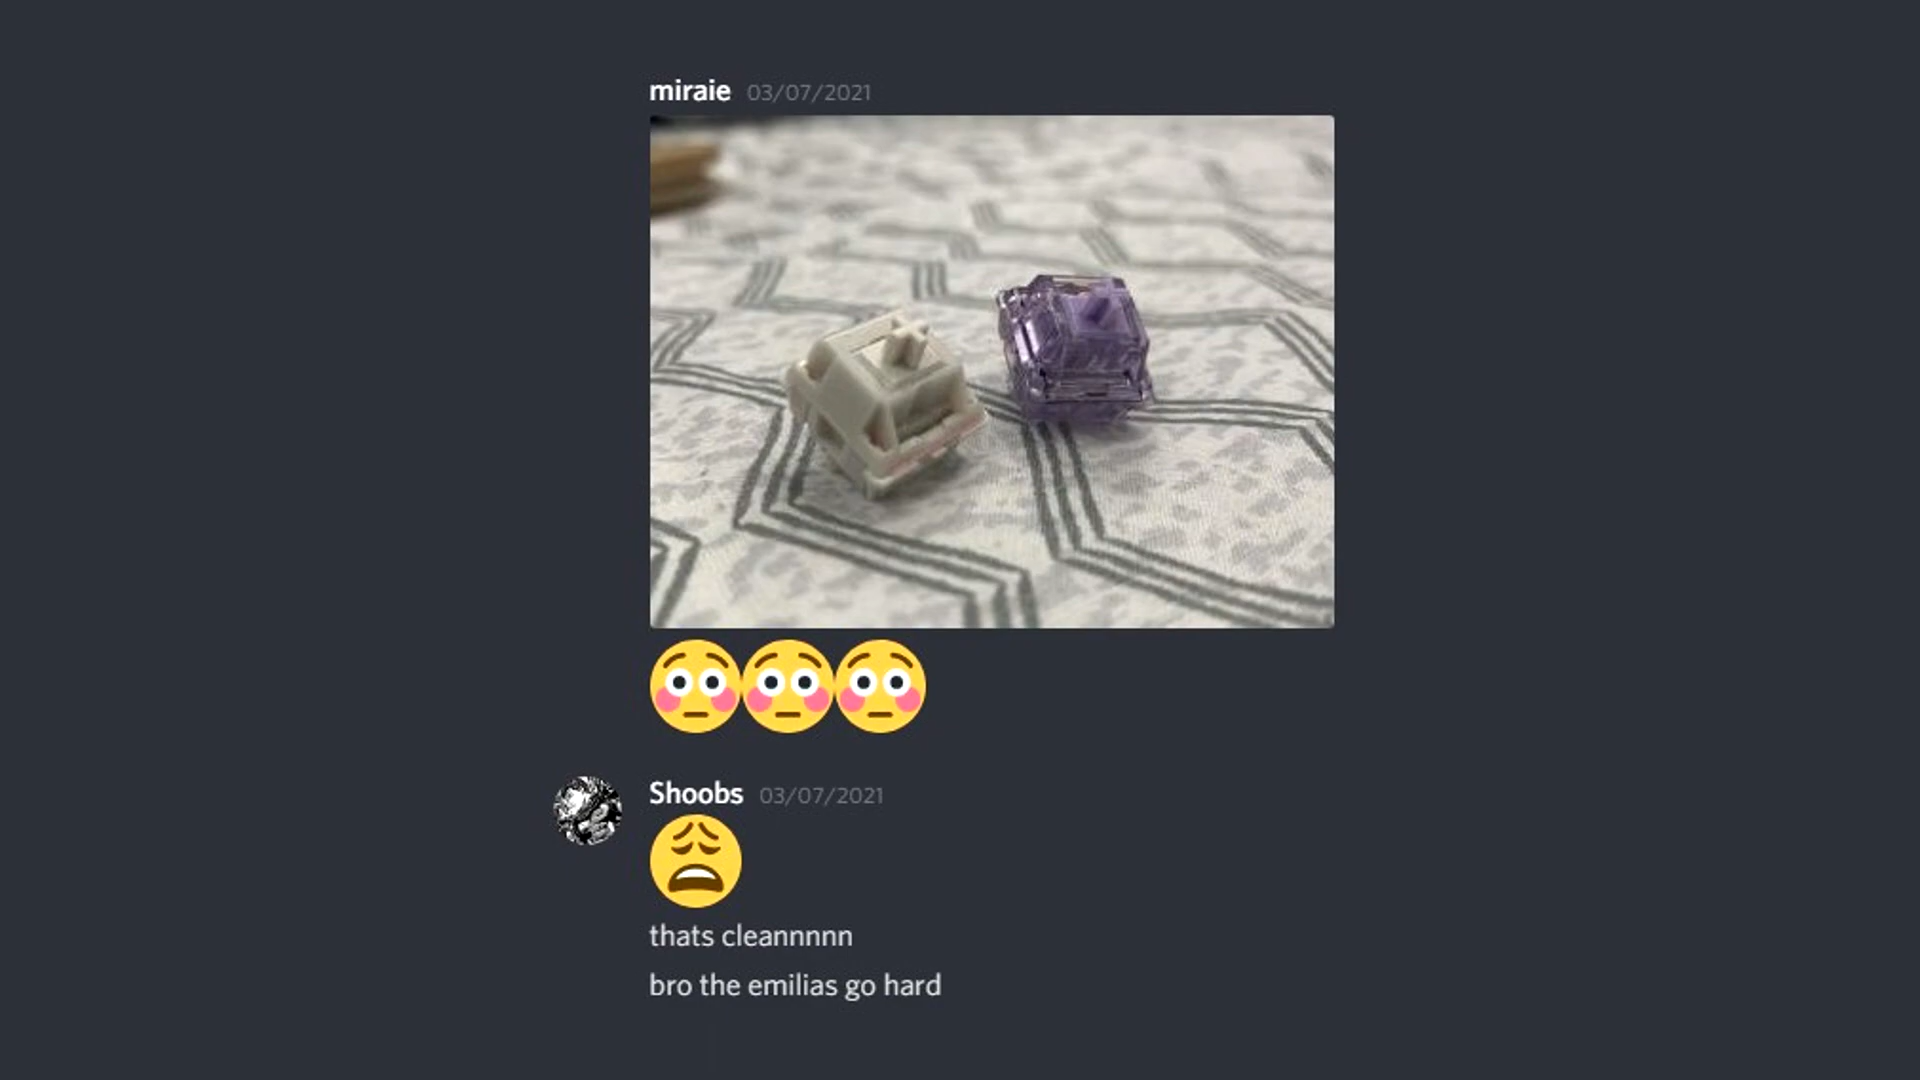 miraie 03/07/2021
😳😳😳
Shoobs 03/07/2021
😩
thats cleannnnn
bro the emilias go hard